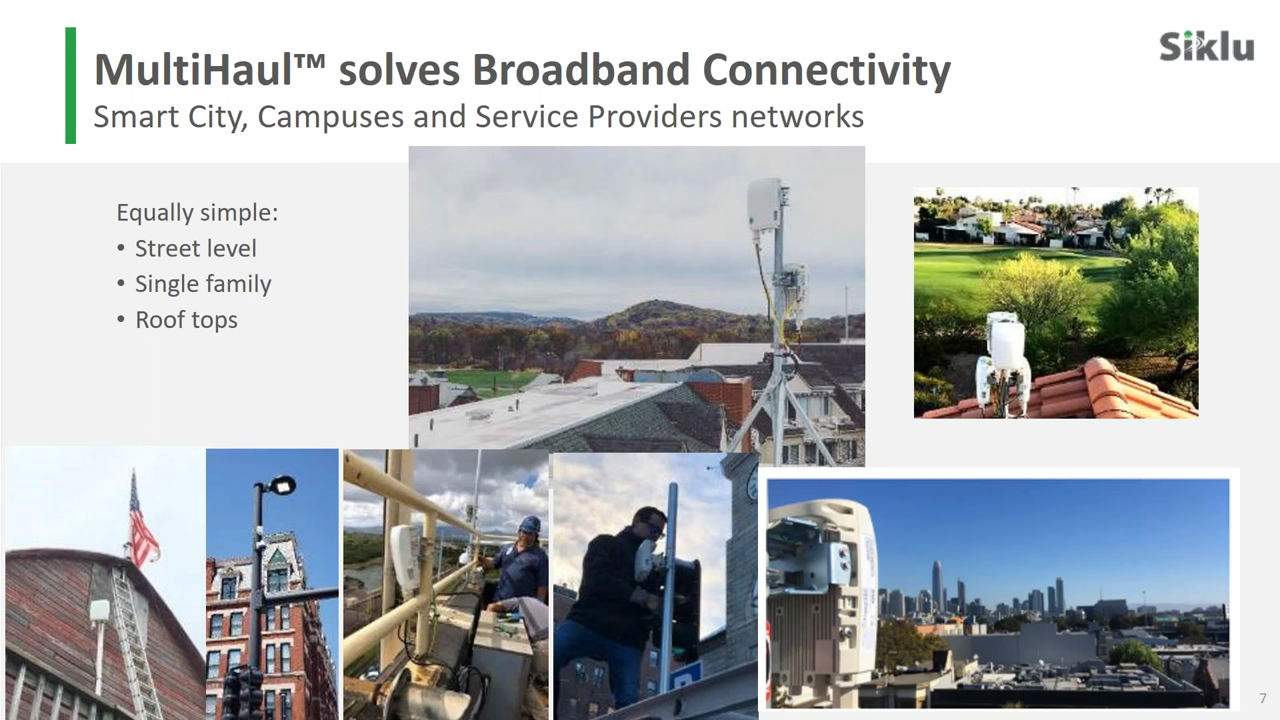 MultiHaul™ solves Broadband Connectivity
Smart City, Campuses and Service Providers networks
Siklu
Equally simple:
• Street level
• Single family
• Roof tops
7